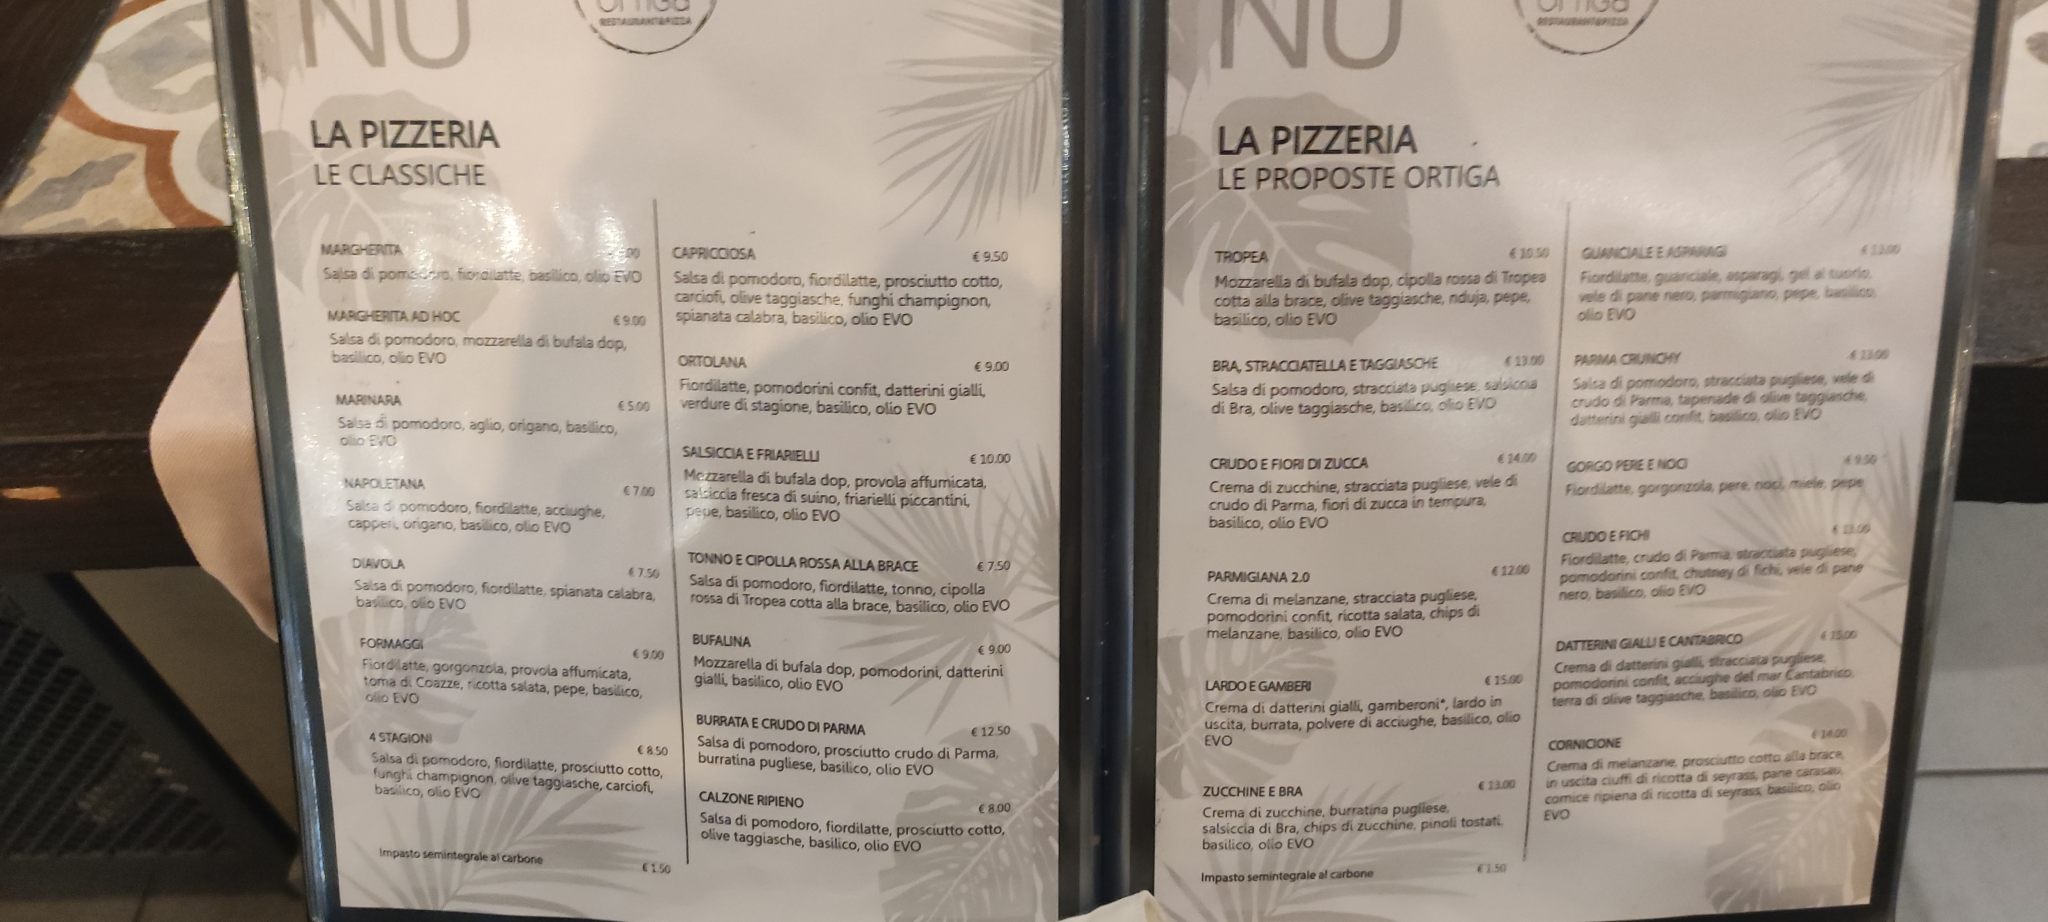 NU
RESTAURANT&PIZZA
LA PIZZERIA
LE CLASSICHE
MARGHERITA
Salsa di pomodoro, fiordilatte, basilico, olio EVO
MARGHERITA AD HOC
€ 9.00
Salsa di pomodoro, mozzarella di bufala dop,
basilico, olio EVO
MARINARA
€ 5.00
Salsa di pomodoro, aglio, origano, basilico,
olio EVO
NAPOLETANA
€ 7.00
Salsa di pomodoro, fiordilatte, acciughe,
capperi, origano, basilico, olio EVO
DIAVOLA
€ 7.50
Salsa di pomodoro, fiordilatte, spianata calabra,
basilico, olio EVO
FORMAGGI
€ 9.00
Fiordilatte, gorgonzola, provola affumicata,
toma di Coazze, ricotta salata, pepe, basilico,
olio EVO
4 STAGIONI
€ 8.50
Salsa di pomodoro, fiordilatte, prosciutto cotto,
funghi champignon, olive taggiasche, carciofi,
basilico, olio EVO
Impasto semintegrale al carbone
€ 1.50
CAPRICCIOSA
€ 9.50
Salsa di pomodoro, fiordilatte, prosciutto cotto,
carciofi, olive taggiasche, funghi champignon,
spianata calabra, basilico, olio EVO
ORTOLANA
€ 9.00
Fiordilatte, pomodorini confit, datterini gialli,
verdure di stagione, basilico, olio EVO
SALSICCIA E FRIARIELLI
€ 10.00
Mozzarella di bufala dop, provola affumicata,
salsiccia fresca di suino, friarielli piccantini,
pepe, basilico, olio EVO
TONNO E CIPOLLA ROSSA ALLA BRACE
€ 7.50
Salsa di pomodoro, fiordilatte, tonno, cipolla
rossa di Tropea cotta alla brace, basilico, olio EVO
BUFALINA
€ 9.00
Mozzarella di bufala dop, pomodorini, datterini
gialli, basilico, olio EVO
BURRATA E CRUDO DI PARMA
€ 12.50
Salsa di pomodoro, prosciutto crudo di Parma,
burratina pugliese, basilico, olio EVO
CALZONE RIPIENO
€ 8.00
Salsa di pomodoro, fiordilatte, prosciutto cotto,
olive taggiasche, basilico, olio EVO
NU
RESTAURANT&PIZZA
LA PIZZERIA
LE PROPOSTE ORTIGA
TROPEA
€ 10.50
Mozzarella di bufala dop, cipolla rossa di Tropea
cotta alla brace, olive taggiasche, nduja, pepe,
basilico, olio EVO
BRA, STRACCIATELLA E TAGGIASCHE
€ 13.00
Salsa di pomodoro, stracciata pugliese, salsiccia
di Bra, olive taggiasche, basilico, olio EVO
CRUDO E FIORI DI ZUCCA
€ 14.00
Crema di zucchine, stracciata pugliese, vele di
crudo di Parma, fiori di zucca in tempura,
basilico, olio EVO
PARMIGIANA 2.0
€ 12.00
Crema di melanzane, stracciata pugliese,
pomodorini confit, ricotta salata, chips di
melanzane, basilico, olio EVO
LARDO E GAMBERI
€ 15.00
Crema di datterini gialli, gamberoni*, lardo in
uscita, burrata, polvere di acciughe, basilico, olio
EVO
ZUCCHINE E BRA
€ 13.00
Crema di zucchine, burratina pugliese,
salsiccia di Bra, chips di zucchine, pinoli tostati,
basilico, olio EVO
Impasto semintegrale al carbone
€ 1.50
GUANCIALE E ASPARAGI
€ 13.00
Fiordilatte, guanciale, asparagi, gel al tuorlo,
vele di pane nero, parmigiano, pepe, basilico,
olio EVO
PARMA CRUNCHY
€ 13.00
Salsa di pomodoro, stracciata pugliese, vele di
crudo di Parma, tapenade di olive taggiasche,
datterini gialli confit, basilico, olio EVO
GORGO PERE E NOCI
€ 9.50
Fiordilatte, gorgonzola, pere, noci, miele, pepe
CRUDO E FICHI
€ 13.00
Fiordilatte, crudo di Parma, stracciata pugliese,
pomodorini confit, chutney di fichi, vele di pane
nero, basilico, olio EVO
DATTERINI GIALLI E CANTABRICO
€ 15.00
Crema di datterini gialli, stracciata pugliese,
pomodorini confit, acciughe del mar Cantabrico,
terra di olive taggiasche, basilico, olio EVO
CORNICIONE
€ 14.00
Crema di melanzane, prosciutto cotto alla brace,
in uscita ciuffi di ricotta di seyrass, pane carasau,
cornice ripiena di ricotta di seyrass, basilico, olio
EVO